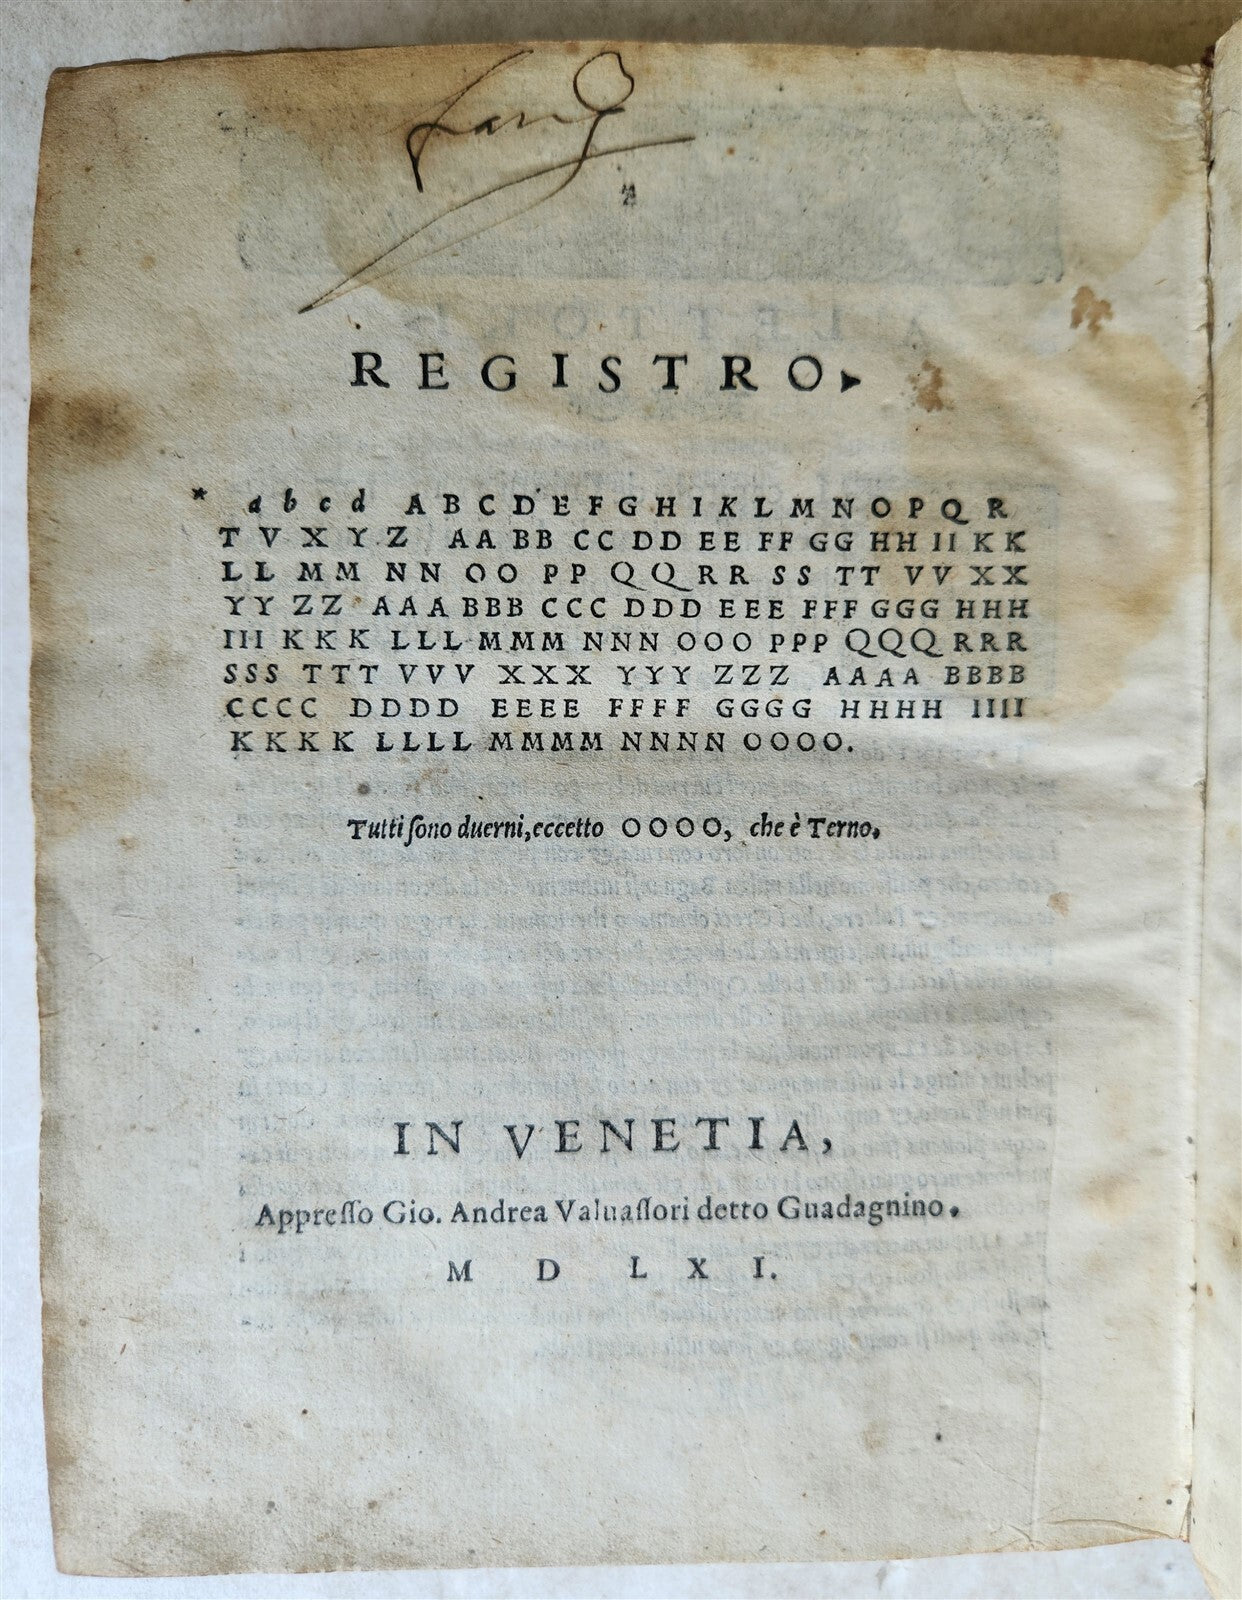 REGISTRO.
* a b c d A B C D E F G H I K L M N O P Q R
T V X Y Z AA BB CC DD EE FF GG HH II KK
LL MM NN OO PP QQ RR SS TT VV XX
YY ZZ AAA BBB CCC DDD EEE FFF GGG HHH
III KKK LLL MMM NNN OOO PPP QQQ RRR
SSS TTT VVV XXX YYY ZZZ AAAA BBBB
CCCC DDDD EEEE FFFF GGGG HHHH IIII
KKKK LLLL MMMM NNNN OOOO.
Tutti ſono duerni, eccetto OOOO, che è Terno.
IN VENETIA,
Appreſſo Gio. Andrea Valuaſſori detto Guadagnino.
M D L X I.